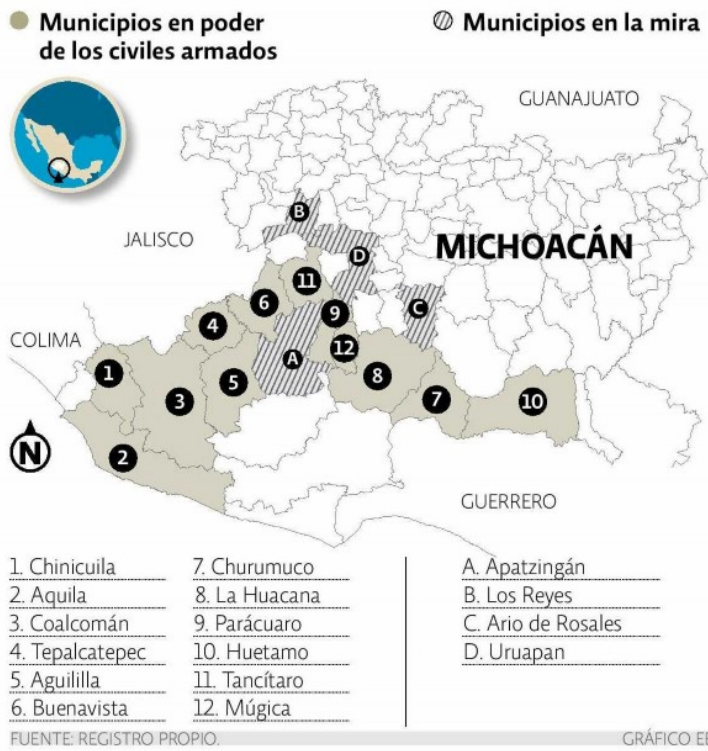 Municipios en poder
de los civiles armados
Municipios en la mira
GUANAJUATO
JALISCO
MICHOACÁN
COLIMA
GUERRERO
B
D
11
6
C
4
9
12
A
1
8
5
3
7
10
2
N
1. Chinicuila
2. Aquila
3. Coalcomán
4. Tepalcatepec
5. Aguililla
6. Buenavista
7. Churumuco
8. La Huacana
9. Parácuaro
10. Huetamo
11. Tancítaro
12. Múgica
A. Apatzingán
B. Los Reyes
C. Ario de Rosales
D. Uruapan
FUENTE: REGISTRO PROPIO.
GRÁFICO EE